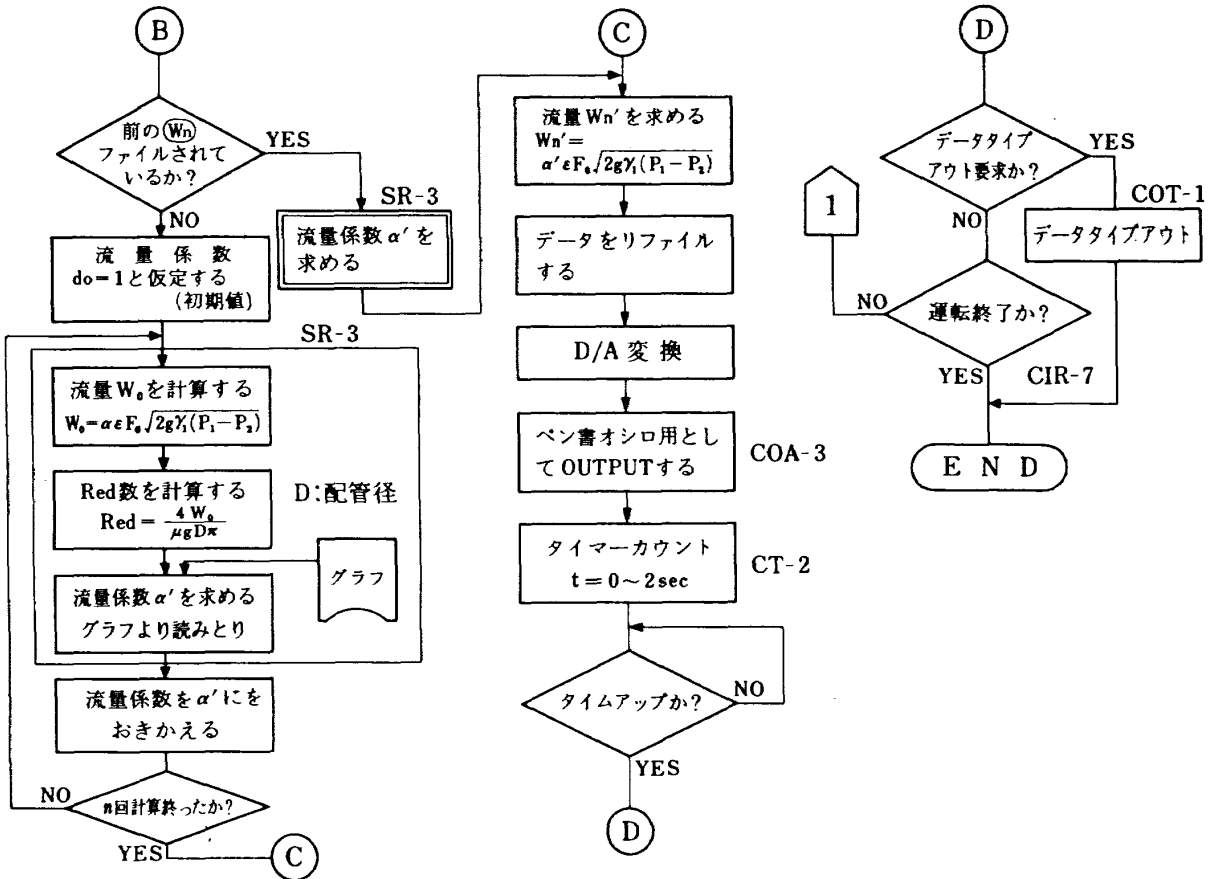 B
前の Wn
ファイルされて
いるか?
YES
NO
SR-3
流量係数α′を
求める
流量係数
do=1と仮定する
(初期値)
SR-3
流量W₀を計算する
W₀=αεF₀√2gγ₁(P₁−P₂)
Red数を計算する
Red = 4W₀/μgDπ
D:配管径
グラフ
流量係数α′を求める
グラフより読みとり
流量係数をα′にを
おきかえる
NO
n回計算終ったか?
YES
C
C
流量Wn′を求める
Wn′=
α′εF₀√2gγ₁(P₁−P₂)
データをリファイル
する
D/A変換
ペン書オシロ用とし
てOUTPUTする
COA-3
タイマーカウント
t=0~2sec
CT-2
タイムアップか?
NO
YES
D
D
データタイプ
アウト要求か?
YES
COT-1
NO
データタイプアウト
1
NO
運転終了か?
YES
CIR-7
END